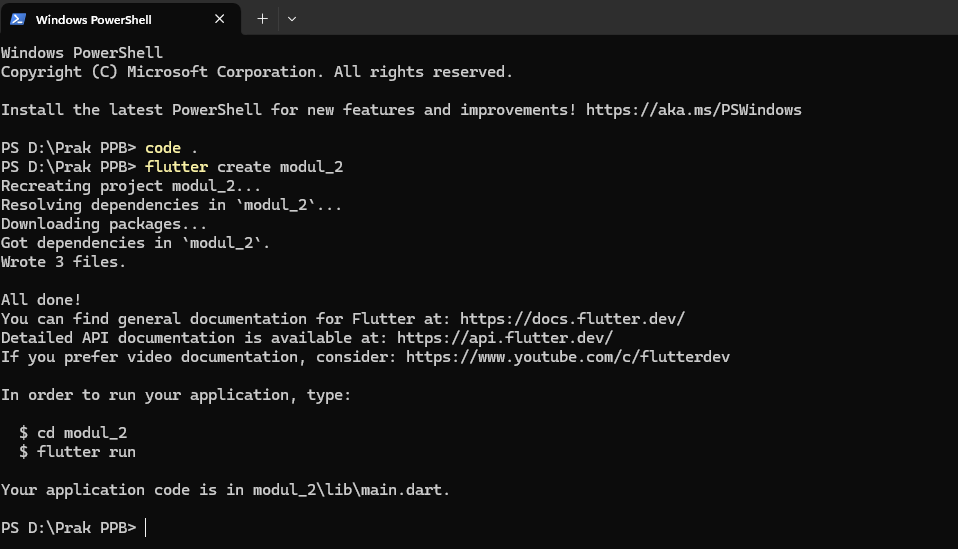 Windows PowerShell
Windows PowerShell
Copyright (C) Microsoft Corporation. All rights reserved.
Install the latest PowerShell for new features and improvements! https://aka.ms/PSWindows
PS D:\Prak PPB> code .
PS D:\Prak PPB> flutter create modul_2
Recreating project modul_2...
Resolving dependencies in `modul_2`...
Downloading packages...
Got dependencies in `modul_2`.
Wrote 3 files.
All done!
You can find general documentation for Flutter at: https://docs.flutter.dev/
Detailed API documentation is available at: https://api.flutter.dev/
If you prefer video documentation, consider: https://www.youtube.com/c/flutterdev
In order to run your application, type:
$ cd modul_2
$ flutter run
Your application code is in modul_2\lib\main.dart.
PS D:\Prak PPB>